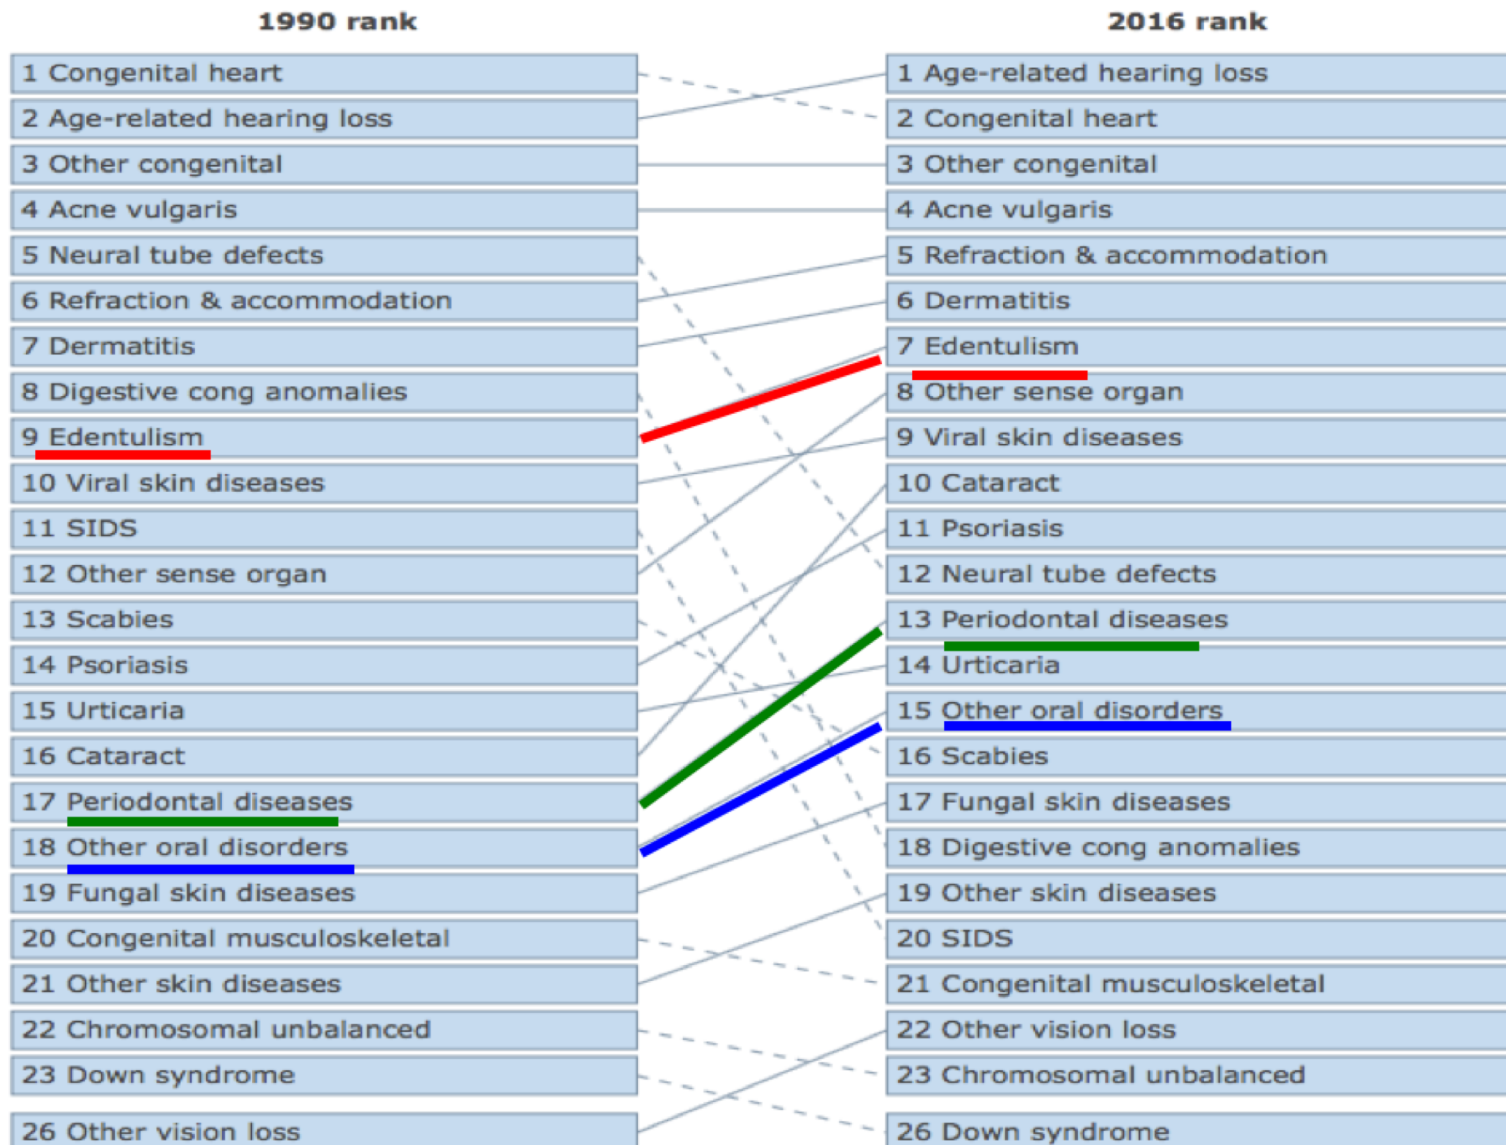 1990 rank
1 Congenital heart
2 Age-related hearing loss
3 Other congenital
4 Acne vulgaris
5 Neural tube defects
6 Refraction & accommodation
7 Dermatitis
8 Digestive cong anomalies
9 Edentulism
10 Viral skin diseases
11 SIDS
12 Other sense organ
13 Scabies
14 Psoriasis
15 Urticaria
16 Cataract
17 Periodontal diseases
18 Other oral disorders
19 Fungal skin diseases
20 Congenital musculoskeletal
21 Other skin diseases
22 Chromosomal unbalanced
23 Down syndrome
26 Other vision loss
2016 rank
1 Age-related hearing loss
2 Congenital heart
3 Other congenital
4 Acne vulgaris
5 Refraction & accommodation
6 Dermatitis
7 Edentulism
8 Other sense organ
9 Viral skin diseases
10 Cataract
11 Psoriasis
12 Neural tube defects
13 Periodontal diseases
14 Urticaria
15 Other oral disorders
16 Scabies
17 Fungal skin diseases
18 Digestive cong anomalies
19 Other skin diseases
20 SIDS
21 Congenital musculoskeletal
22 Other vision loss
23 Chromosomal unbalanced
26 Down syndrome